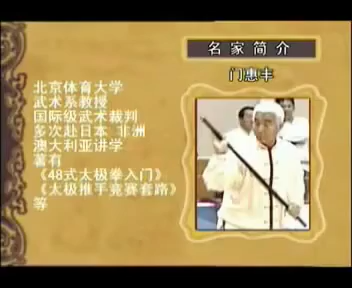 名家简介
门惠丰
北京体育大学
武术系教授
国际级武术裁判
多次赴日本 非洲
澳大利亚讲学
著有
《48式太极拳入门》
《太极推手竞赛套路》
等